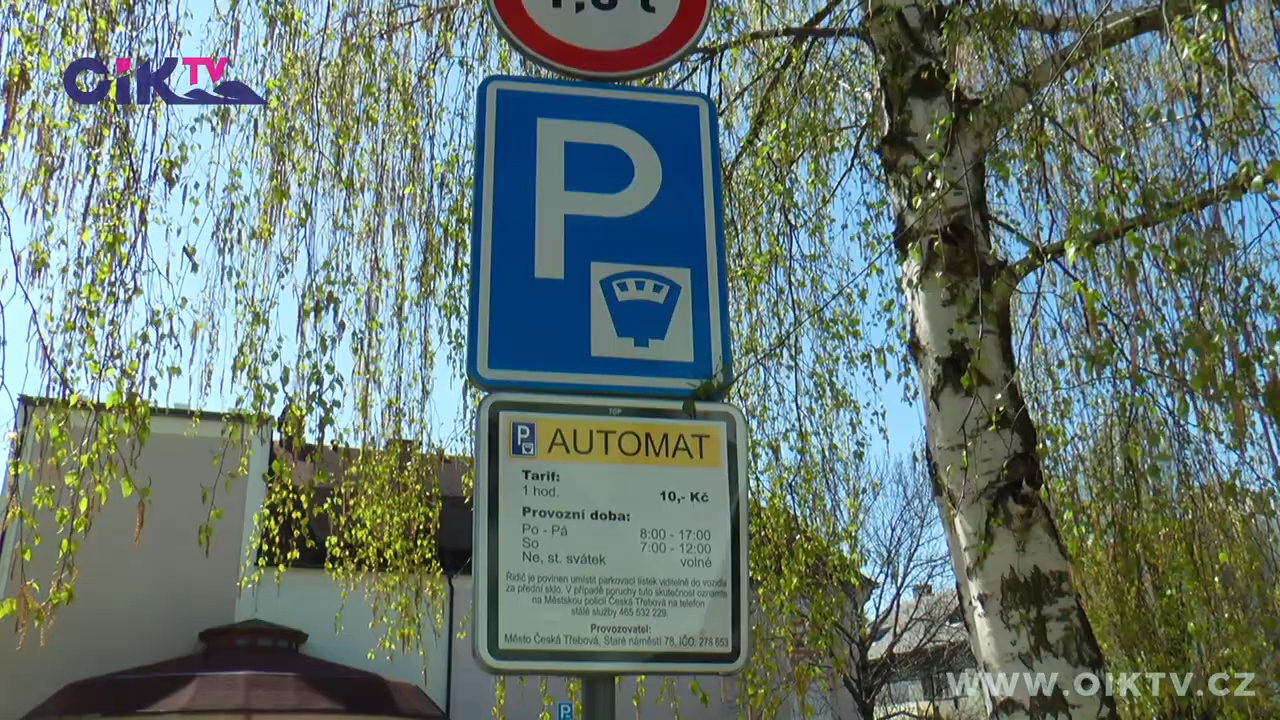 OIK TV
P
TOP
P AUTOMAT
Tarif:
1 hod. 10,- Kč
Provozní doba:
Po - Pá 8:00 - 17:00
So 7:00 - 12:00
Ne, st. svátek volné
Řidič je povinen umístit parkovací lístek viditelně do vozidla
za přední sklo. V případě poruchy tuto skutečnost oznamte
na Městskou policii Česká Třebová na telefon
stálé služby 465 532 229.
Provozovatel:
Město Česká Třebová, Staré náměstí 78, IČO: 278 653
P
WWW.OIKTV.CZ